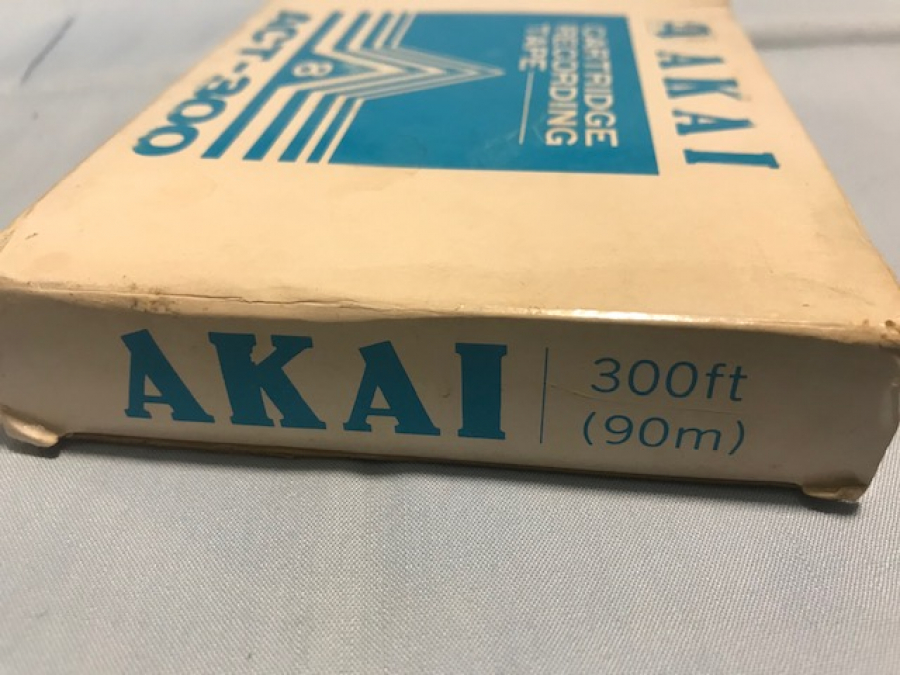 AKAI
CARTRIDGE
RECORDING
TAPE
8
ACT-300
AKAI
300ft
(90m)